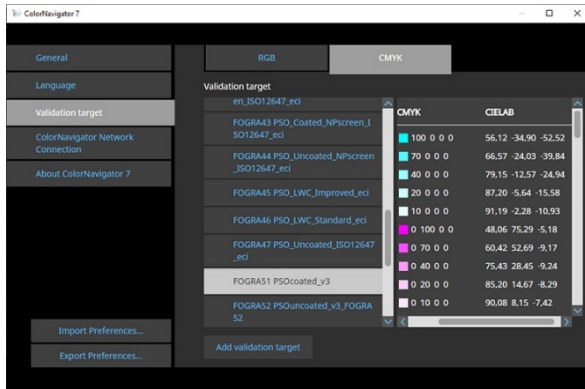 ColorNavigator 7
General
Language
Validation target
ColorNavigator Network
Connection
About ColorNavigator 7
Import Preferences...
Export Preferences...
RGB
CMYK
Validation target
en_ISO12647_eci
FOGRA43 PSO_Coated_NPscreen_I
SO12647_eci
FOGRA44 PSO_Uncoated_NPscreen
_ISO12647_eci
FOGRA45 PSO_LWC_Improved_eci
FOGRA46 PSO_LWC_Standard_eci
FOGRA47 PSO_Uncoated_ISO12647
_eci
FOGRA51 PSOcoated_v3
FOGRA52 PSOuncoated_v3_FOGRA
52
Add validation target
CMYK CIELAB
100 0 0 0 56,12 -34,90 -52,52
70 0 0 0 66,57 -24,03 -39,84
40 0 0 0 79,15 -12,57 -24,94
20 0 0 0 87,20 -5,64 -15,58
10 0 0 0 91,19 -2,28 -10,93
0 100 0 0 48,06 75,29 -5,18
0 70 0 0 60,42 52,69 -9,17
0 40 0 0 75,43 28,45 -9,24
0 20 0 0 85,20 14,67 -8,29
0 10 0 0 90,08 8,15 -7,42